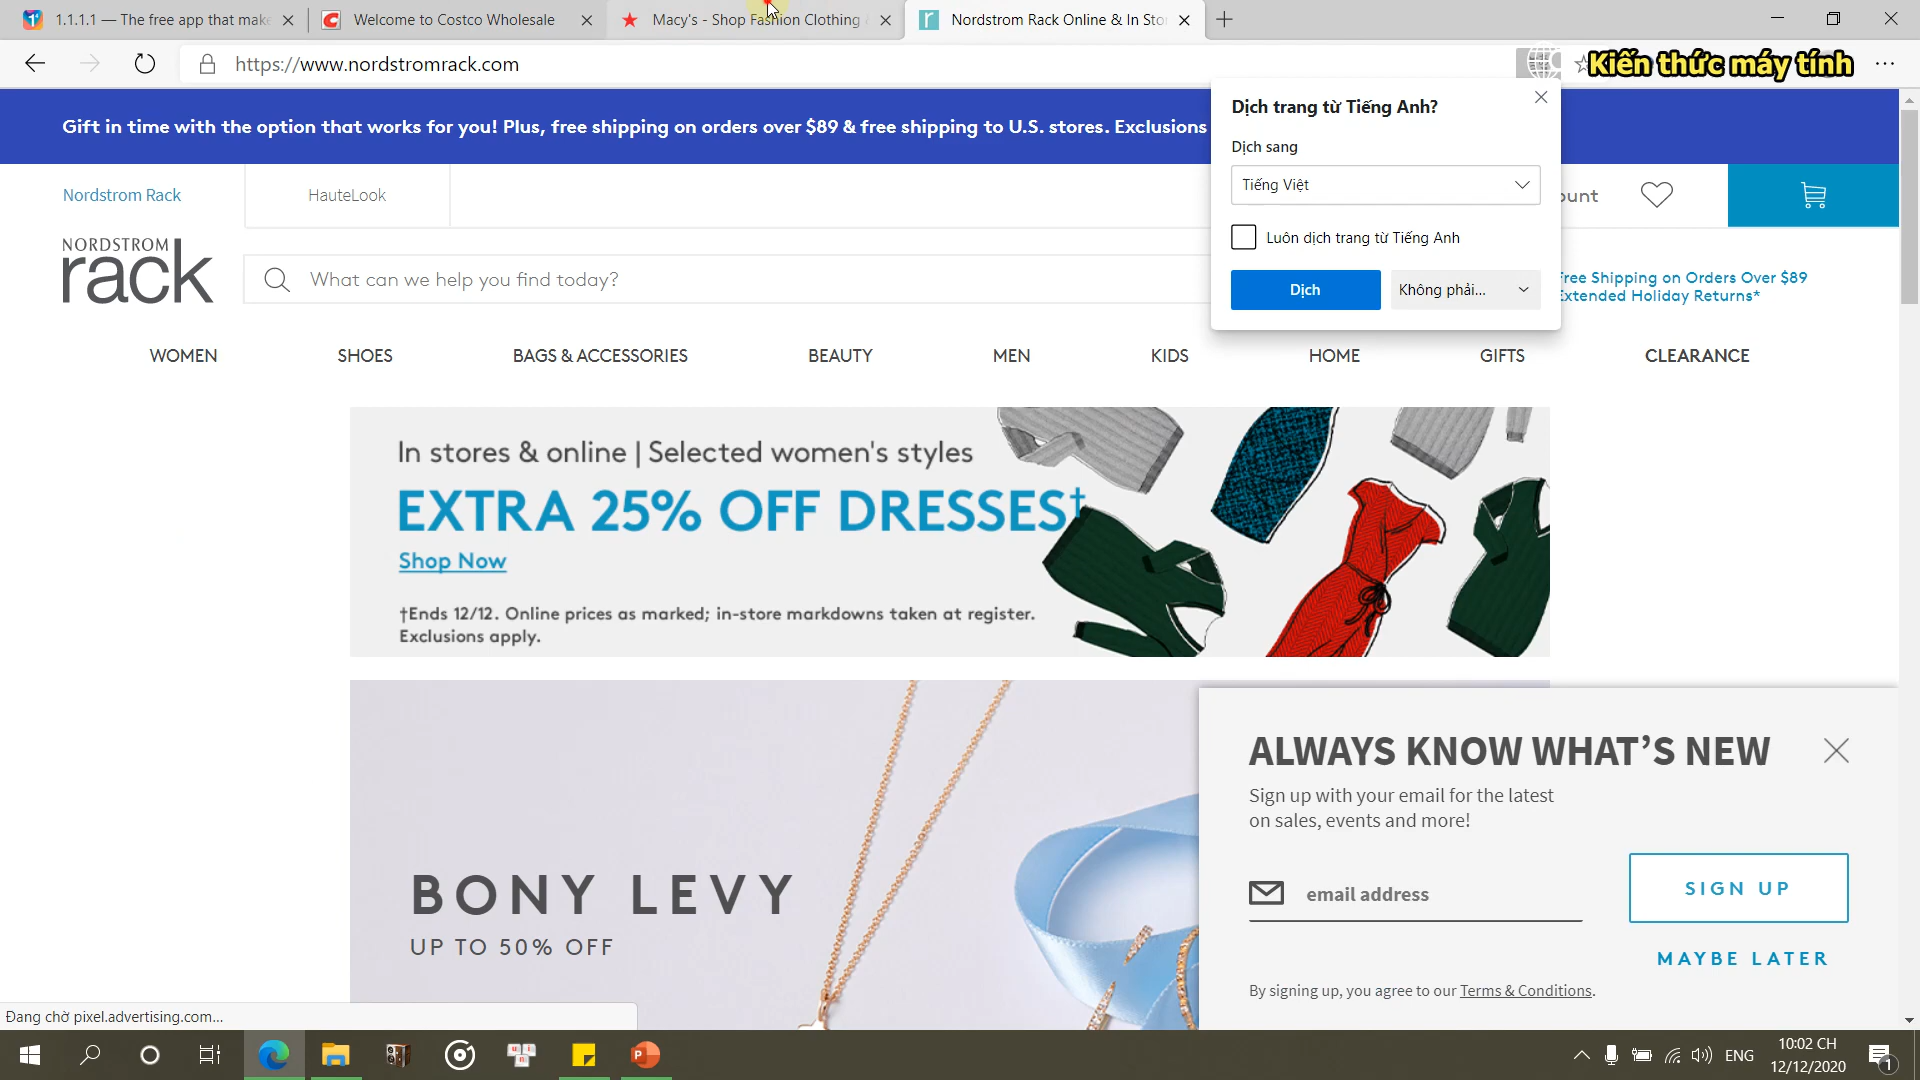 1.1.1.1 — The free app that make
Welcome to Costco Wholesale
Macy's - Shop Fashion Clothing
Nordstrom Rack Online & In Sto
https://www.nordstromrack.com
Kiến thức máy tính
Gift in time with the option that works for you! Plus, free shipping on orders over $89 & free shipping to U.S. stores. Exclusions
Dịch trang từ Tiếng Anh?
Dịch sang
Tiếng Việt
Luôn dịch trang từ Tiếng Anh
Dịch
Không phải...
Nordstrom Rack
HauteLook
ount
NORDSTROM
rack
What can we help you find today?
Free Shipping on Orders Over $89
Extended Holiday Returns*
WOMEN
SHOES
BAGS & ACCESSORIES
BEAUTY
MEN
KIDS
HOME
GIFTS
CLEARANCE
In stores & online | Selected women's styles
EXTRA 25% OFF DRESSES†
Shop Now
†Ends 12/12. Online prices as marked; in-store markdowns taken at register.
Exclusions apply.
BONY LEVY
UP TO 50% OFF
ALWAYS KNOW WHAT’S NEW
Sign up with your email for the latest
on sales, events and more!
email address
SIGN UP
MAYBE LATER
By signing up, you agree to our Terms & Conditions.
Đang chờ pixel.advertising.com...
ENG
10:02 CH
12/12/2020
1